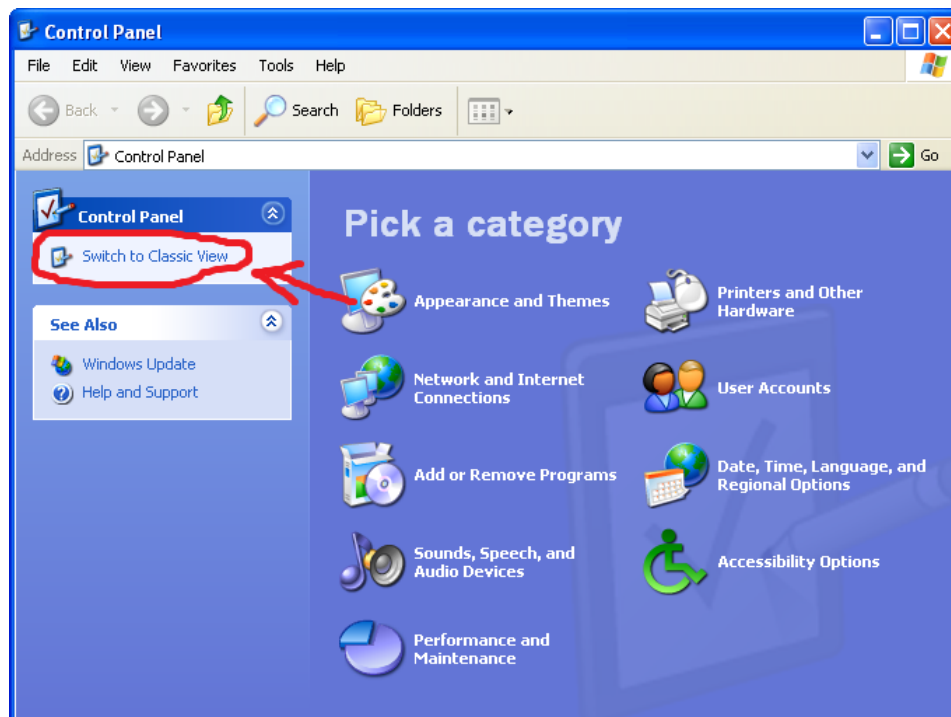 Control Panel
File Edit View Favorites Tools Help
Back Search Folders
Address Control Panel Go
Control Panel
Switch to Classic View
See Also
Windows Update
Help and Support
Pick a category
Appearance and Themes
Printers and Other
Hardware
Network and Internet
Connections
User Accounts
Add or Remove Programs
Date, Time, Language, and
Regional Options
Sounds, Speech, and
Audio Devices
Accessibility Options
Performance and
Maintenance